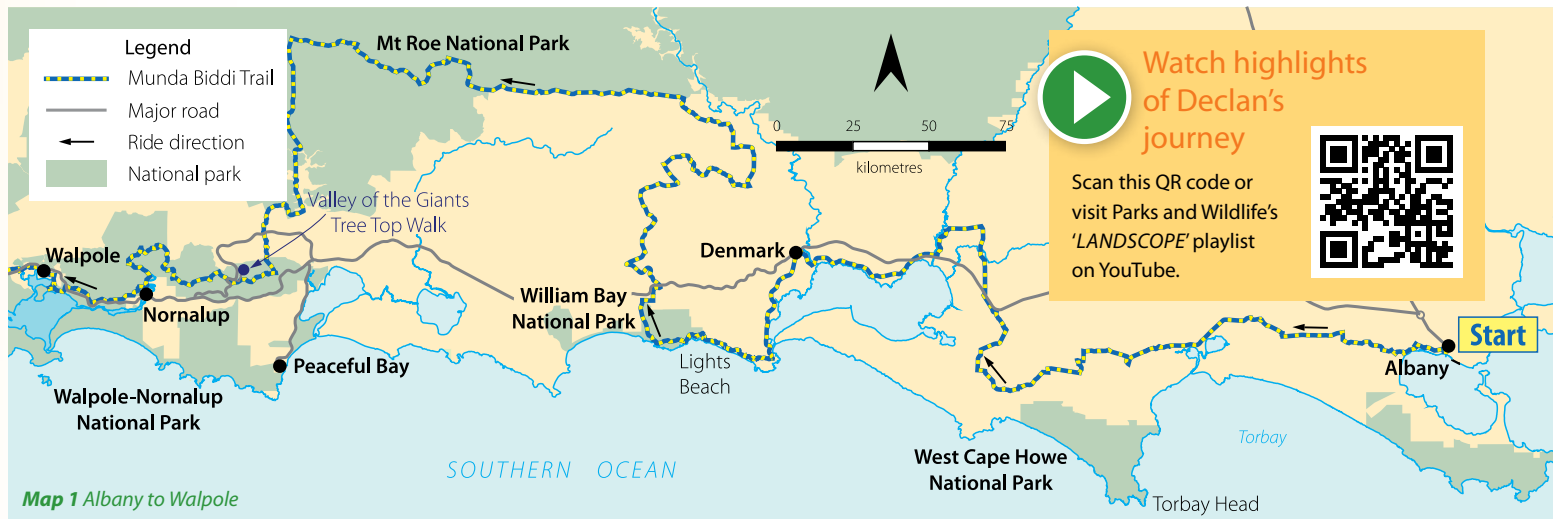 Legend
Munda Biddi Trail
Major road
Ride direction
National park
Mt Roe National Park
0 25 50 75
kilometres
Watch highlights
of Declan's
journey
Scan this QR code or
visit Parks and Wildlife's
'LANDSCOPE' playlist
on YouTube.
Valley of the Giants
Tree Top Walk
Walpole
Nornalup
Peaceful Bay
Walpole-Nornalup
National Park
William Bay
National Park
Denmark
Lights
Beach
Start
Albany
Torbay
West Cape Howe
National Park
Torbay Head
SOUTHERN OCEAN
Map 1 Albany to Walpole